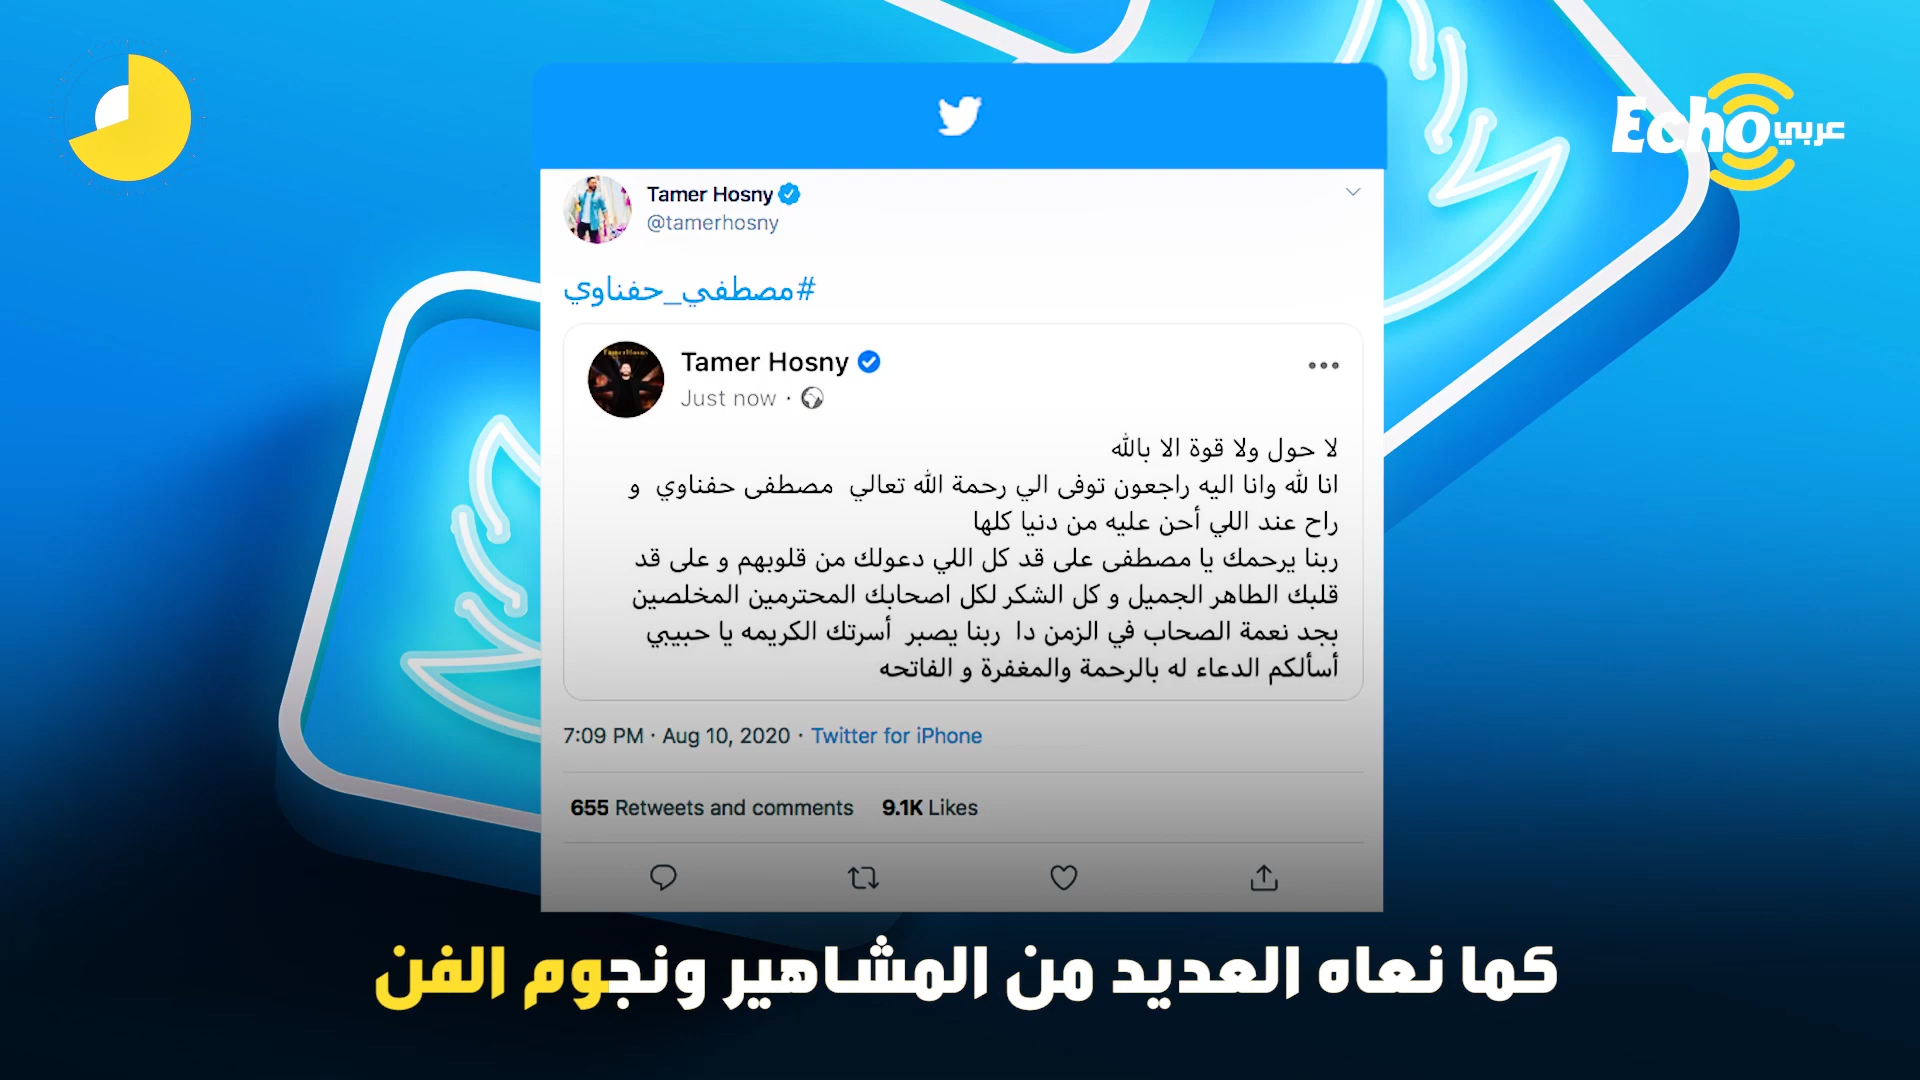 Echo عربي
Tamer Hosny
@tamerhosny
#مصطفي_حفناوي
Tamer Hosny
Just now ·
لا حول ولا قوة الا بالله
انا لله وانا اليه راجعون توفى الي رحمة الله تعالي مصطفى حفناوي و
راح عند اللي أحن عليه من دنيا كلها
ربنا يرحمك يا مصطفى على قد كل اللي دعولك من قلوبهم و على قد
قلبك الطاهر الجميل و كل الشكر لكل اصحابك المحترمين المخلصين
بجد نعمة الصحاب في الزمن دا ربنا يصبر أسرتك الكريمه يا حبيبي
أسألكم الدعاء له بالرحمة والمغفرة و الفاتحه
7:09 PM · Aug 10, 2020 · Twitter for iPhone
655 Retweets and comments 9.1K Likes
كما نعاه العديد من المشاهير ونجوم الفن